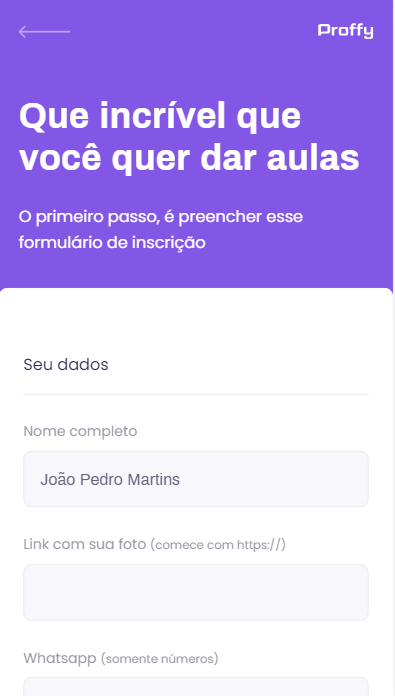 Proffy
Que incrível que
você quer dar aulas
O primeiro passo, é preencher esse
formulário de inscrição
Seu dados
Nome completo
João Pedro Martins
Link com sua foto (comece com https://)
Whatsapp (somente números)